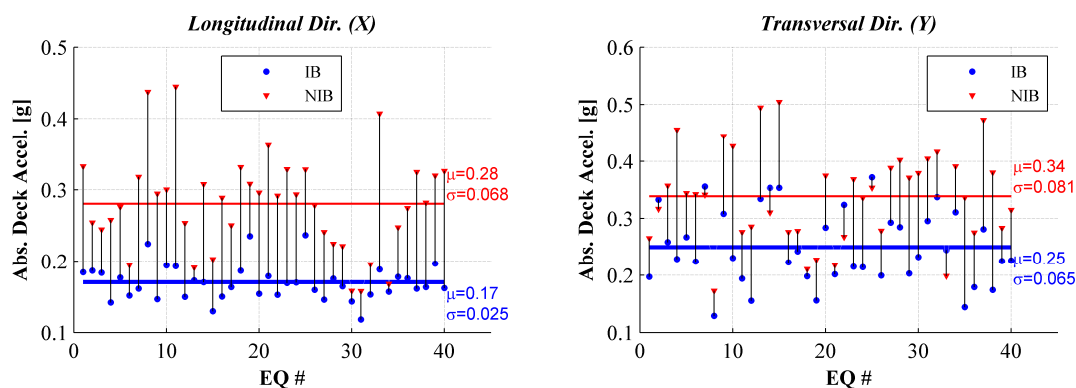 Longitudinal Dir. (X)
Abs. Deck Accel. [g]
0.5
0.4
0.3
0.2
0.1
IB
NIB
μ=0.28
σ=0.068
μ=0.17
σ=0.025
0 10 20 30 40
EQ #
Transversal Dir. (Y)
Abs. Deck Accel. [g]
0.6
0.5
0.4
0.3
0.2
0.1
IB
NIB
μ=0.34
σ=0.081
μ=0.25
σ=0.065
0 10 20 30 40
EQ #